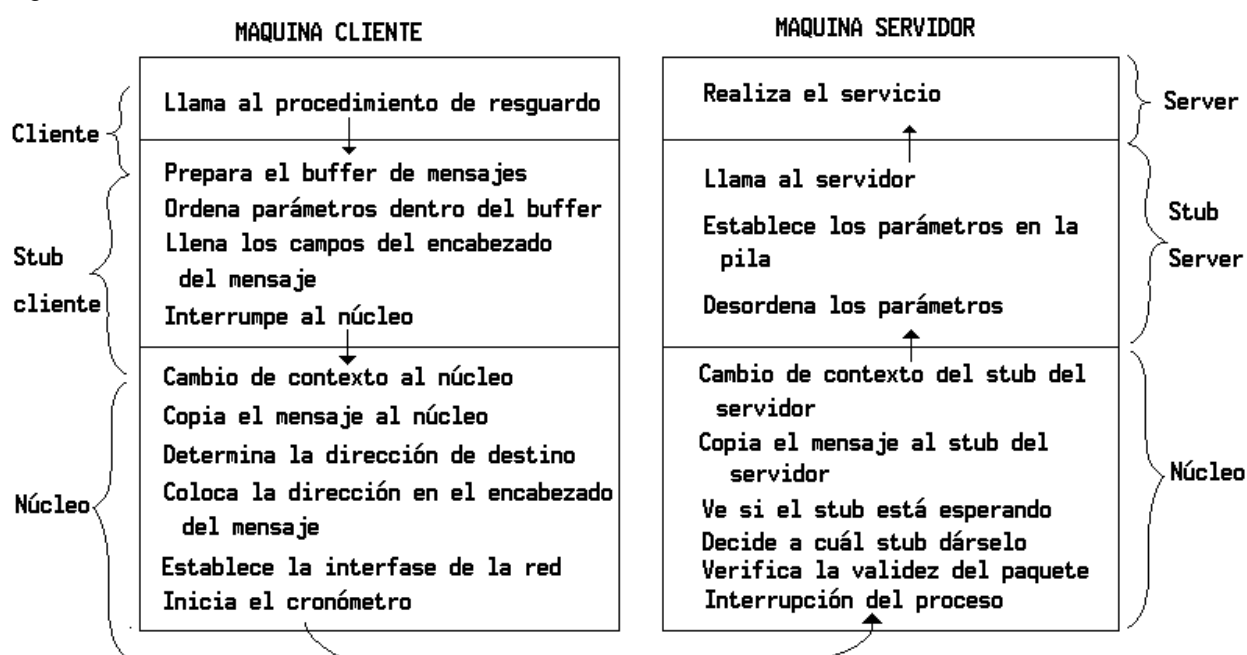 MAQUINA CLIENTE
Cliente
Llama al procedimiento de resguardo
Stub
cliente
Prepara el buffer de mensajes
Ordena parámetros dentro del buffer
Llena los campos del encabezado
del mensaje
Interrumpe al núcleo
Núcleo
Cambio de contexto al núcleo
Copia el mensaje al núcleo
Determina la dirección de destino
Coloca la dirección en el encabezado
del mensaje
Establece la interfase de la red
Inicia el cronómetro
MAQUINA SERVIDOR
Realiza el servicio
Server
Llama al servidor
Establece los parámetros en la
pila
Desordena los parámetros
Stub
Server
Cambio de contexto del stub del
servidor
Copia el mensaje al stub del
servidor
Ve si el stub está esperando
Decide a cuál stub dárselo
Verifica la validez del paquete
Interrupción del proceso
Núcleo